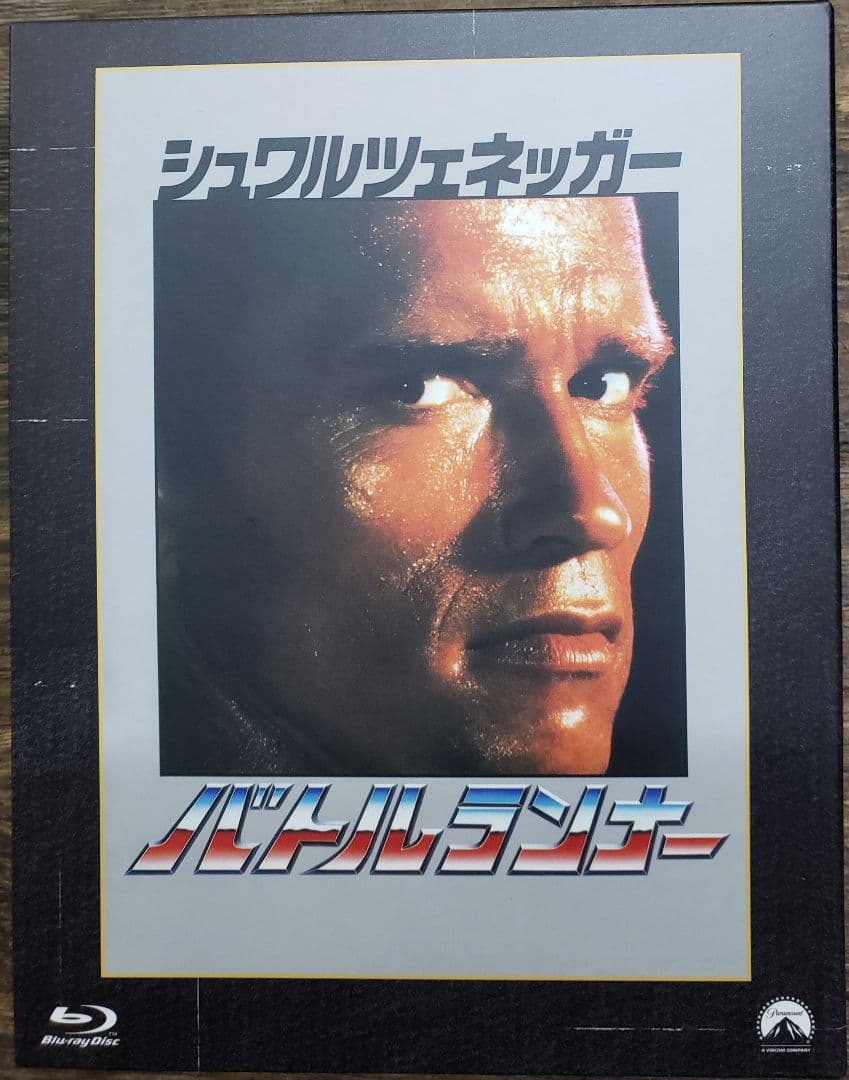 シュワルツェネッガー
バトルランナー
Blu-ray Disc™
Paramount
A VIACOM COMPANY